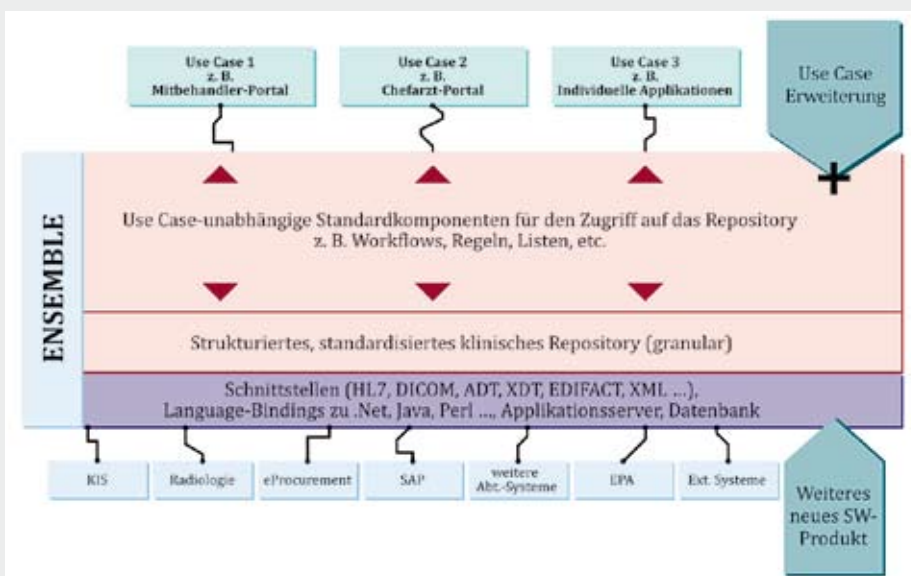 Use Case 1
z. B.
Mitbehandler-Portal
Use Case 2
z. B.
Chefarzt-Portal
Use Case 3
z. B.
Individuelle Applikationen
Use Case
Erweiterung
ENSEMBLE
Use Case-unabhängige Standardkomponenten für den Zugriff auf das Repository
z. B. Workflows, Regeln, Listen, etc.
Strukturiertes, standardisiertes klinisches Repository (granular)
Schnittstellen (HL7, DICOM, ADT, XDT, EDIFACT, XML ...),
Language-Bindings zu .Net, Java, Perl ..., Applikationsserver, Datenbank
KIS
Radiologie
eProcurement
SAP
weitere
Abt.-Systeme
EPA
Ext. Systeme
Weiteres
neues SW-
Produkt